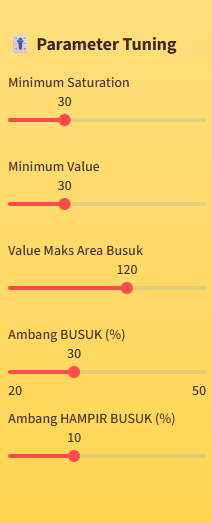 Parameter Tuning
Minimum Saturation
30
Minimum Value
30
Value Maks Area Busuk
120
Ambang BUSUK (%)
30
20 50
Ambang HAMPIR BUSUK (%)
10